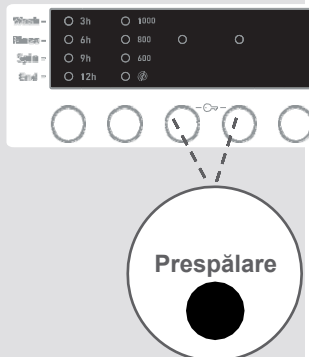 Wash 3h 1000
Rinse 6h 800
Spin 9h 600
End 12h
Prespălare